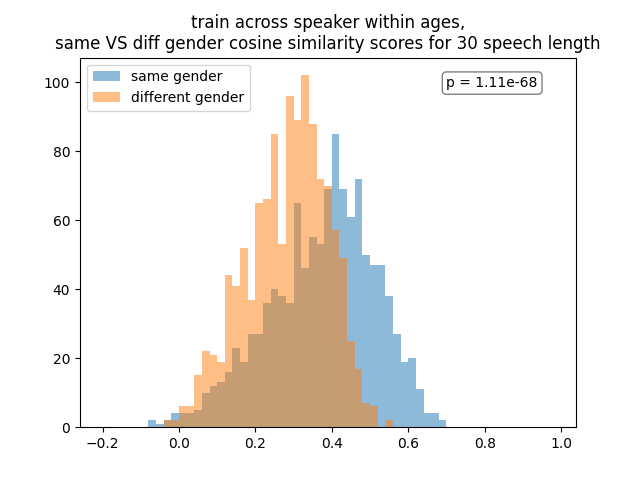 train across speaker within ages,
same VS diff gender cosine similarity scores for 30 speech length
same gender
different gender
p = 1.11e-68
100
80
60
40
20
0
−0.2 0.0 0.2 0.4 0.6 0.8 1.0